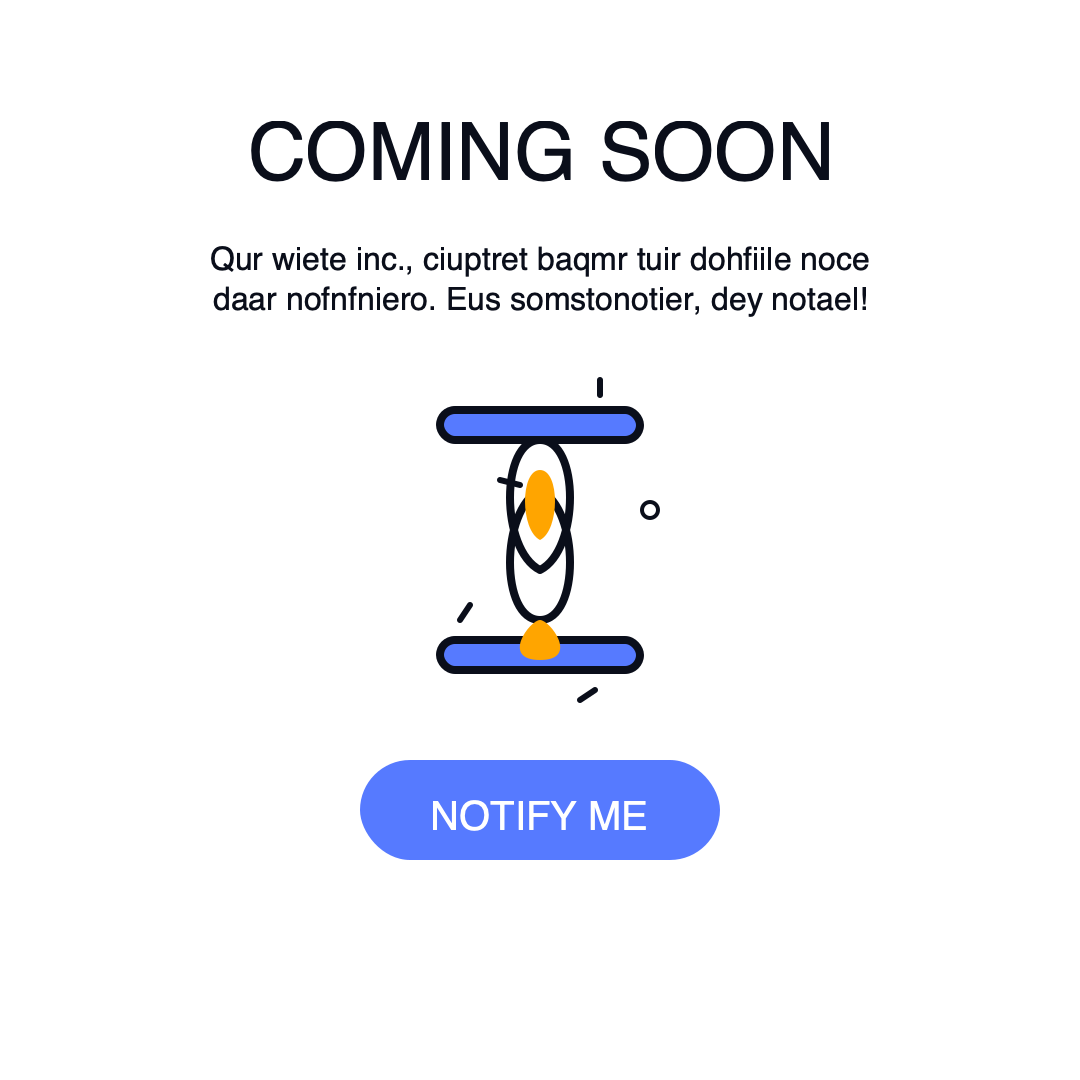 COMING SOON
Qur wiete inc., ciuptret baqmr tuir dohfiile noce
daar nofnfniero. Eus somstonotier, dey notael!
NOTIFY ME